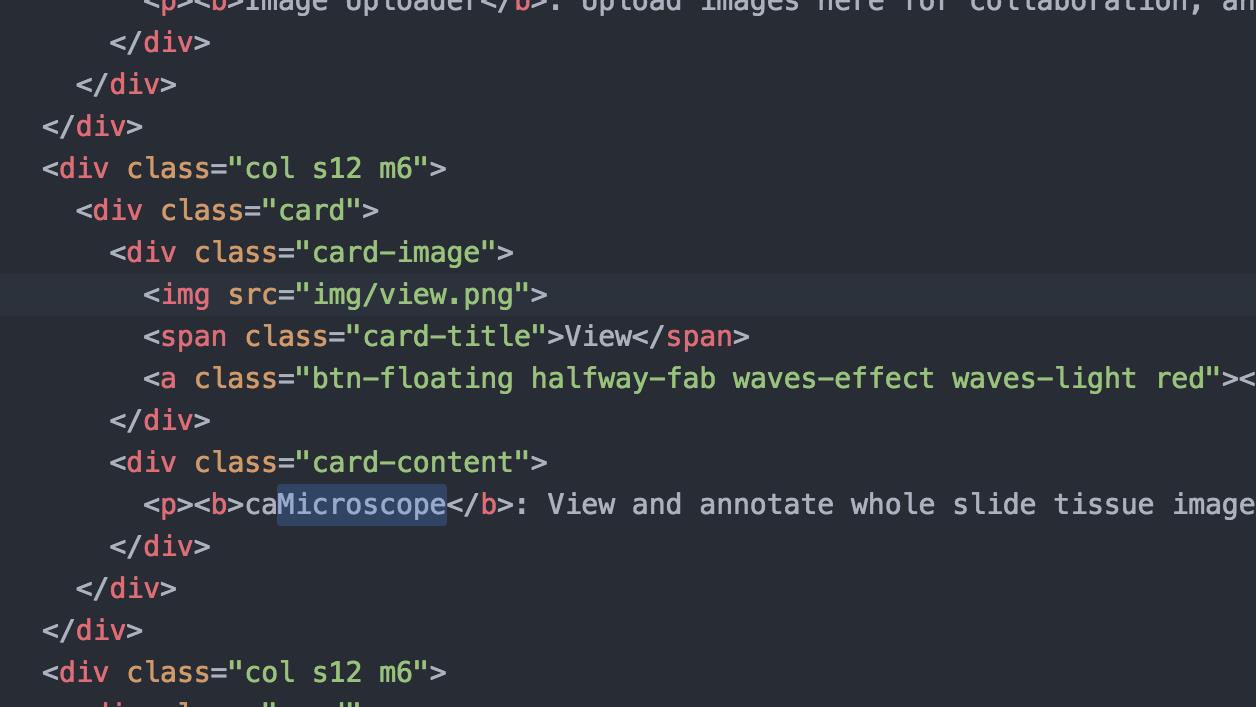 <p><b>Image Uploader</b>: Upload images here for collaboration, an
</div>
</div>
</div>
<div class="col s12 m6">
<div class="card">
<div class="card-image">
<img src="img/view.png">
<span class="card-title">View</span>
<a class="btn-floating halfway-fab waves-effect waves-light red"><
</div>
<div class="card-content">
<p><b>caMicroscope</b>: View and annotate whole slide tissue image
</div>
</div>
</div>
<div class="col s12 m6">